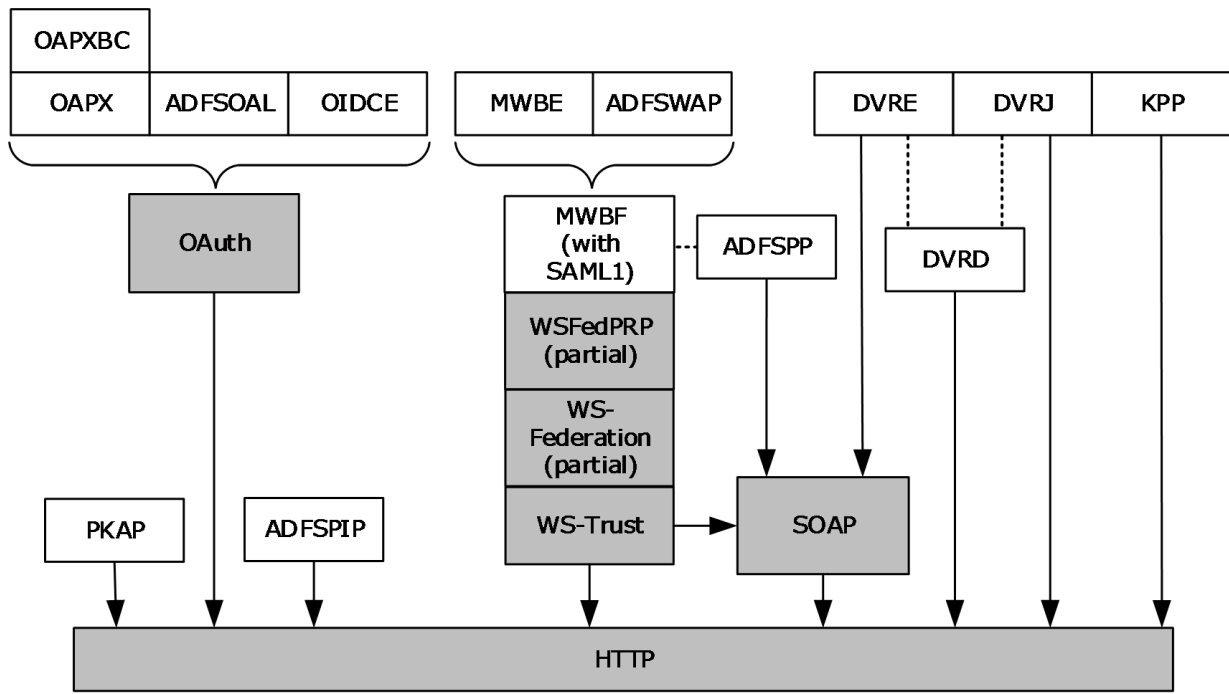 OAPXBC
OAPX
ADFSOAL
OIDCE
MWBE
ADFSWAP
DVRE
DVRJ
KPP
OAuth
MWBF
(with
SAML1)
ADFSPP
DVRD
WSFedPRP
(partial)
WS-
Federation
(partial)
PKAP
ADFSPIP
WS-Trust
SOAP
HTTP